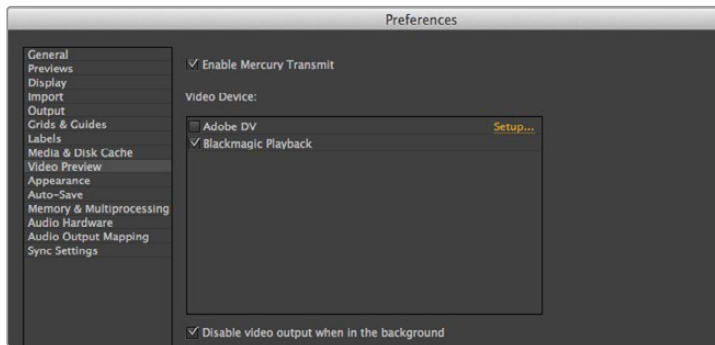 Preferences
General
Previews
Display
Import
Output
Grids & Guides
Labels
Media & Disk Cache
Video Preview
Appearance
Auto-Save
Memory & Multiprocessing
Audio Hardware
Audio Output Mapping
Sync Settings
Enable Mercury Transmit
Video Device:
Adobe DV Setup...
Blackmagic Playback
Disable video output when in the background